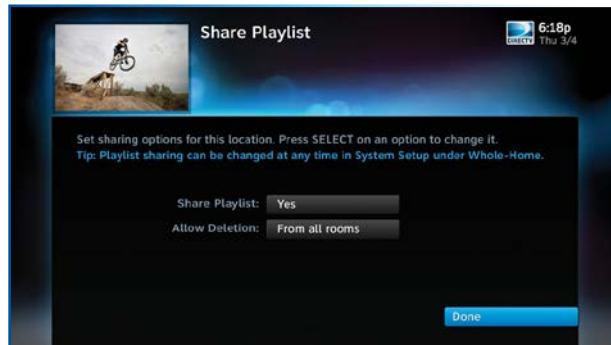 Share Playlist
DIRECTV
6:18p
Thu 3/4
Set sharing options for this location. Press SELECT on an option to change it.
Tip: Playlist sharing can be changed at any time in System Setup under Whole-Home.
Share Playlist: Yes
Allow Deletion: From all rooms
Done